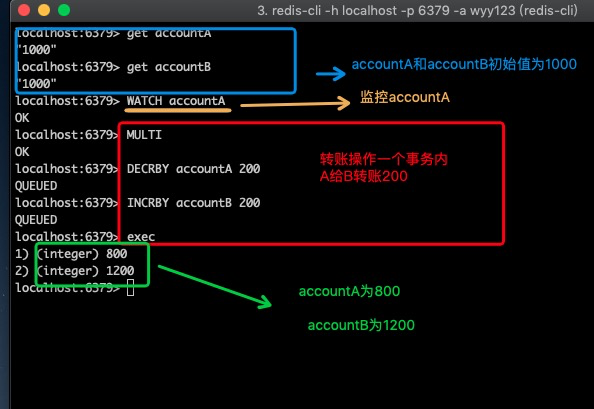 3. redis-cli -h localhost -p 6379 -a wyy123 (redis-cli)
localhost:6379> get accountA
"1000"
localhost:6379> get accountB
"1000"
accountA和accountB初始值为1000
localhost:6379> WATCH accountA
监控accountA
OK
localhost:6379> MULTI
OK
转账操作一个事务内
A给B转账200
localhost:6379> DECRBY accountA 200
QUEUED
localhost:6379> INCRBY accountB 200
QUEUED
localhost:6379> exec
1) (integer) 800
2) (integer) 1200
localhost:6379>
accountA为800
accountB为1200